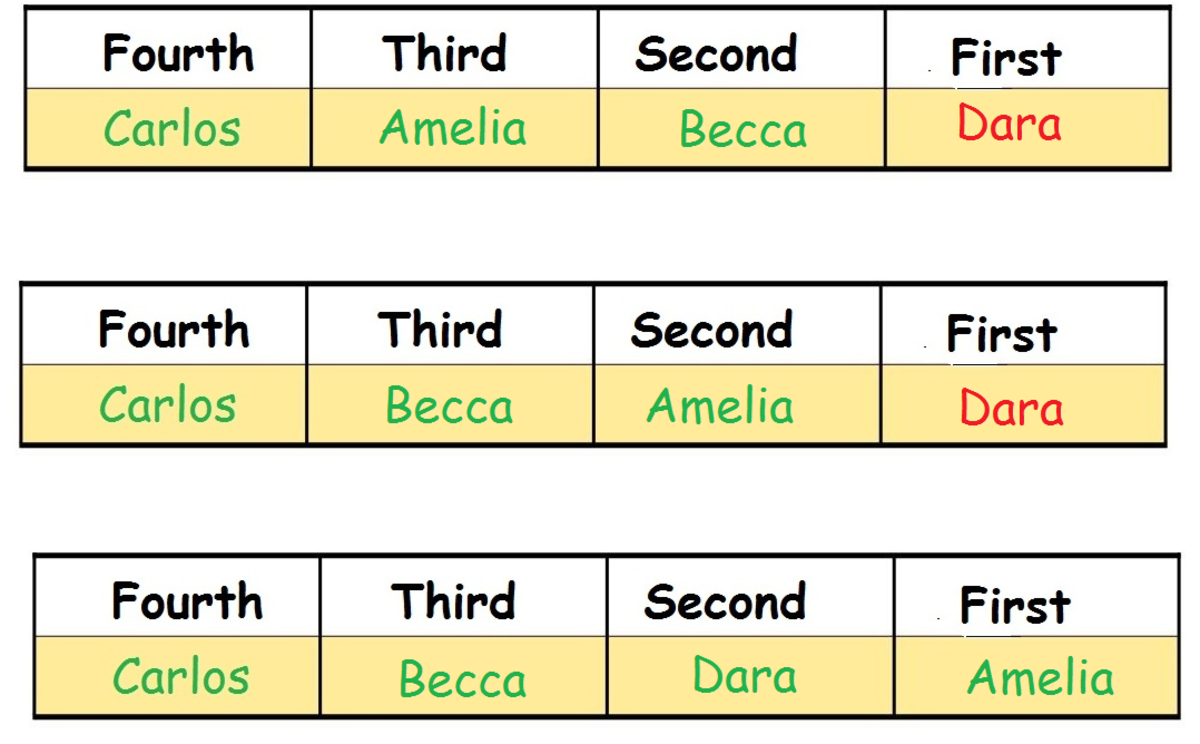 Fourth Third Second First
Carlos Amelia Becca Dara
Fourth Third Second First
Carlos Becca Amelia Dara
Fourth Third Second First
Carlos Becca Dara Amelia